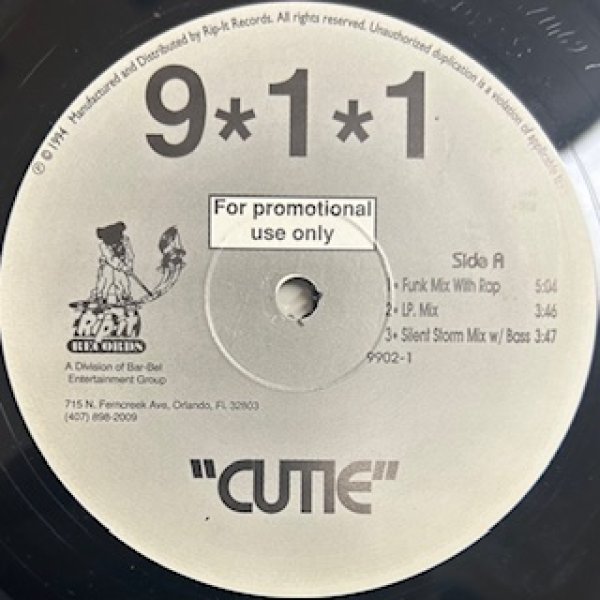 ℗ © 1994 Manufactured and Distributed by Rip-It Records. All rights reserved. Unauthorized duplication is a violation of applicable
9*1*1
For promotional
use only
Side A
1• Funk Mix With Rap 5:04
2• LP. Mix 3:46
3• Silent Storm Mix w/ Bass 3:47
9902-1
RIP-IT
RECORDS
A Division of Bar-Bel
Entertainment Group
715 N. Ferncreek Ave, Orlando, Fl. 32803
(407) 898-2009
"CUTIE"